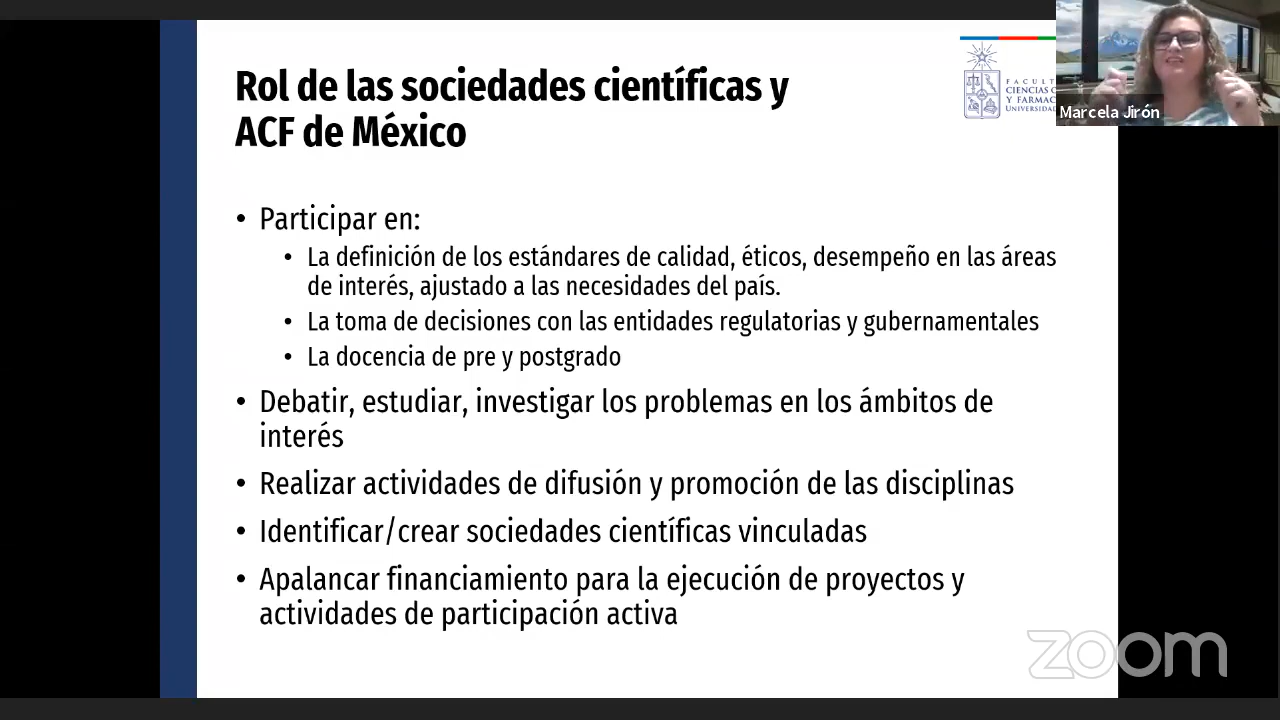 Rol de las sociedades científicas y
ACF de México
FACULT
CIENCIAS
Y FARMAC
UNIVERSIDA
Marcela Jirón
• Participar en:
• La definición de los estándares de calidad, éticos, desempeño en las áreas
de interés, ajustado a las necesidades del país.
• La toma de decisiones con las entidades regulatorias y gubernamentales
• La docencia de pre y postgrado
• Debatir, estudiar, investigar los problemas en los ámbitos de
interés
• Realizar actividades de difusión y promoción de las disciplinas
• Identificar/crear sociedades científicas vinculadas
• Apalancar financiamiento para la ejecución de proyectos y
actividades de participación activa
zoom